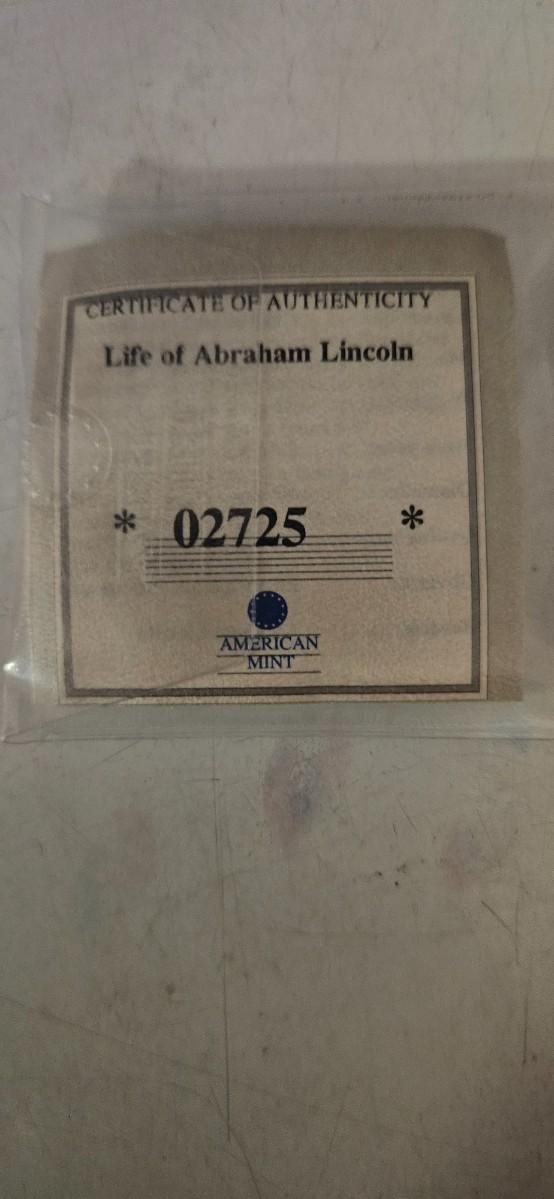 CERTIFICATE OF AUTHENTICITY
Life of Abraham Lincoln
* 02725 *
AMERICAN
MINT